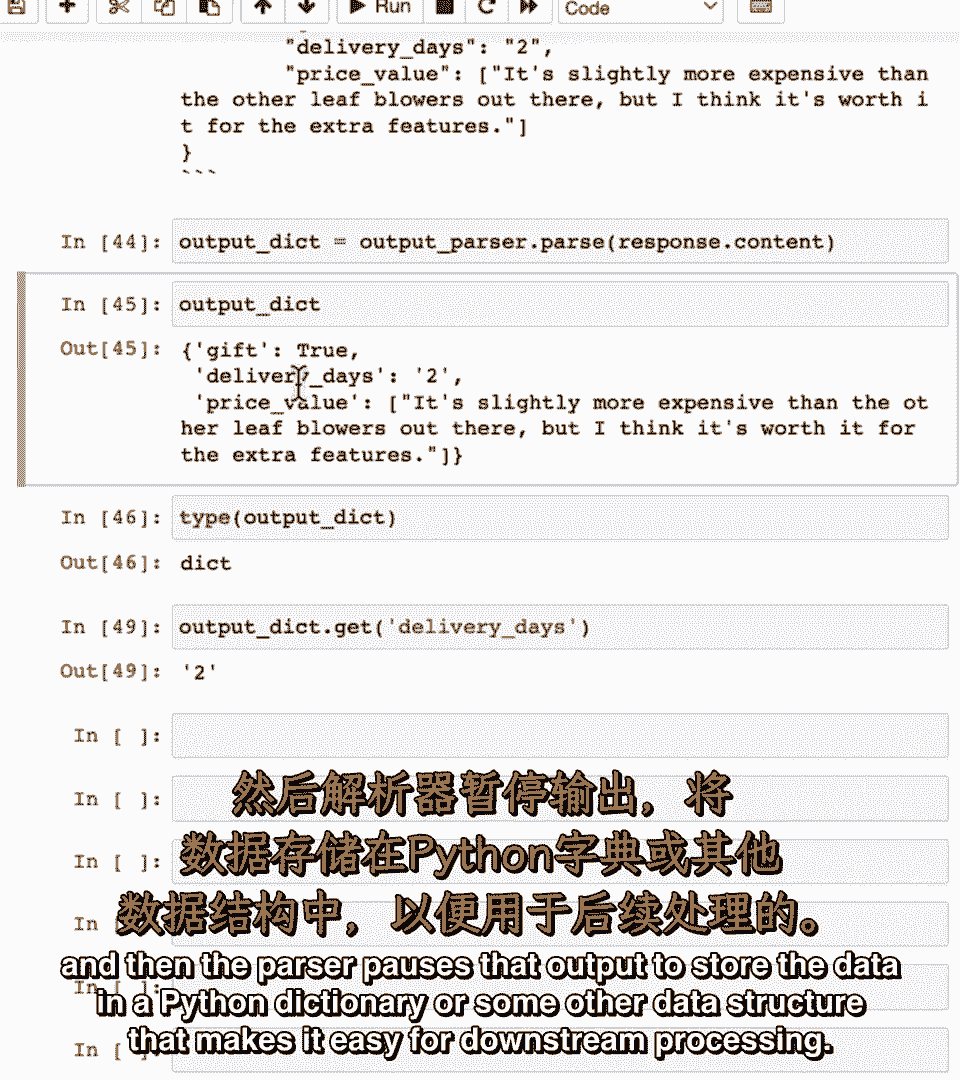 Run
Code
"delivery_days": "2",
"price_value": ["It's slightly more expensive than
the other leaf blowers out there, but I think it's worth i
t for the extra features."]
}
```
In [44]: output_dict = output_parser.parse(response.content)
In [45]: output_dict
Out[45]: {'gift': True,
'delivery_days': '2',
'price_value': ["It's slightly more expensive than the ot
her leaf blowers out there, but I think it's worth it for
the extra features."]}
In [46]: type(output_dict)
Out[46]: dict
In [49]: output_dict.get('delivery_days')
Out[49]: '2'
In [ ]:
In [ ]:
In [ ]:
In [ ]:
In [ ]:
In [ ]:
然后解析器暂停输出，将
数据存储在Python字典或其他
数据结构中，以便用于后续处理的。
and then the parser pauses that output to store the data
in a Python dictionary or some other data structure
that makes it easy for downstream processing.